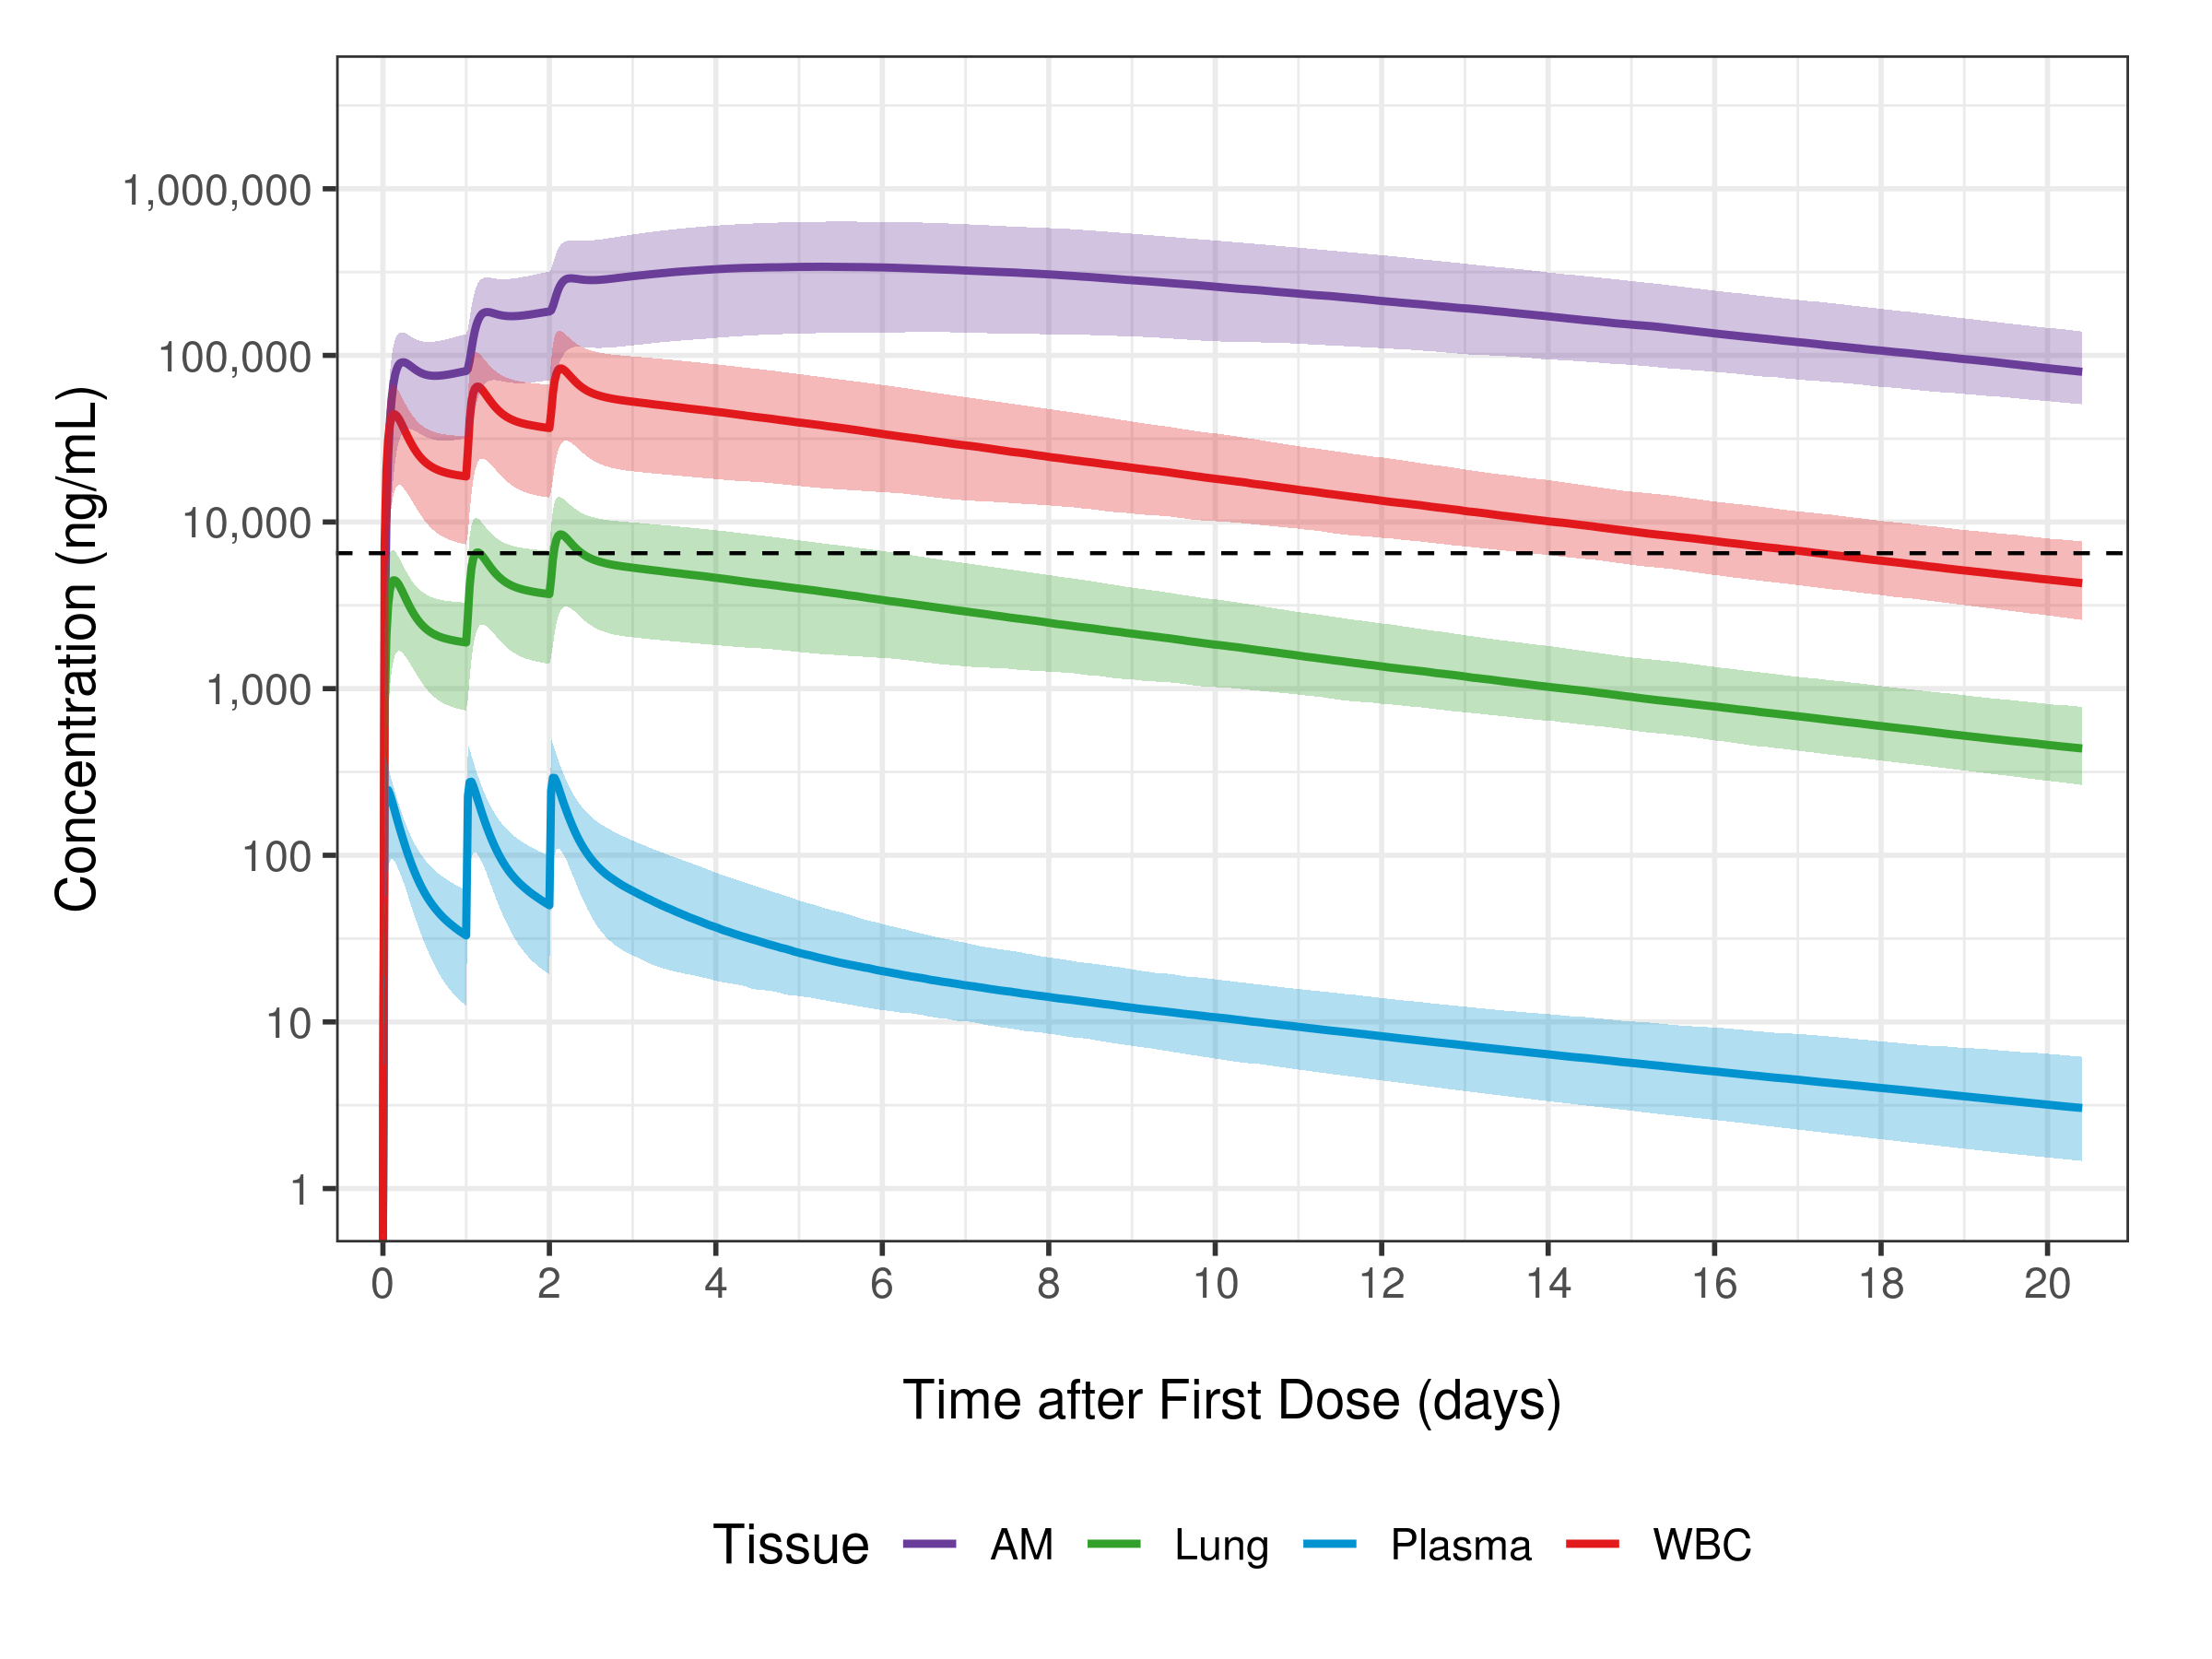 Concentration (ng/mL)
1,000,000
100,000
10,000
1,000
100
10
1
0 2 4 6 8 10 12 14 16 18 20
Time after First Dose (days)
Tissue AM Lung Plasma WBC